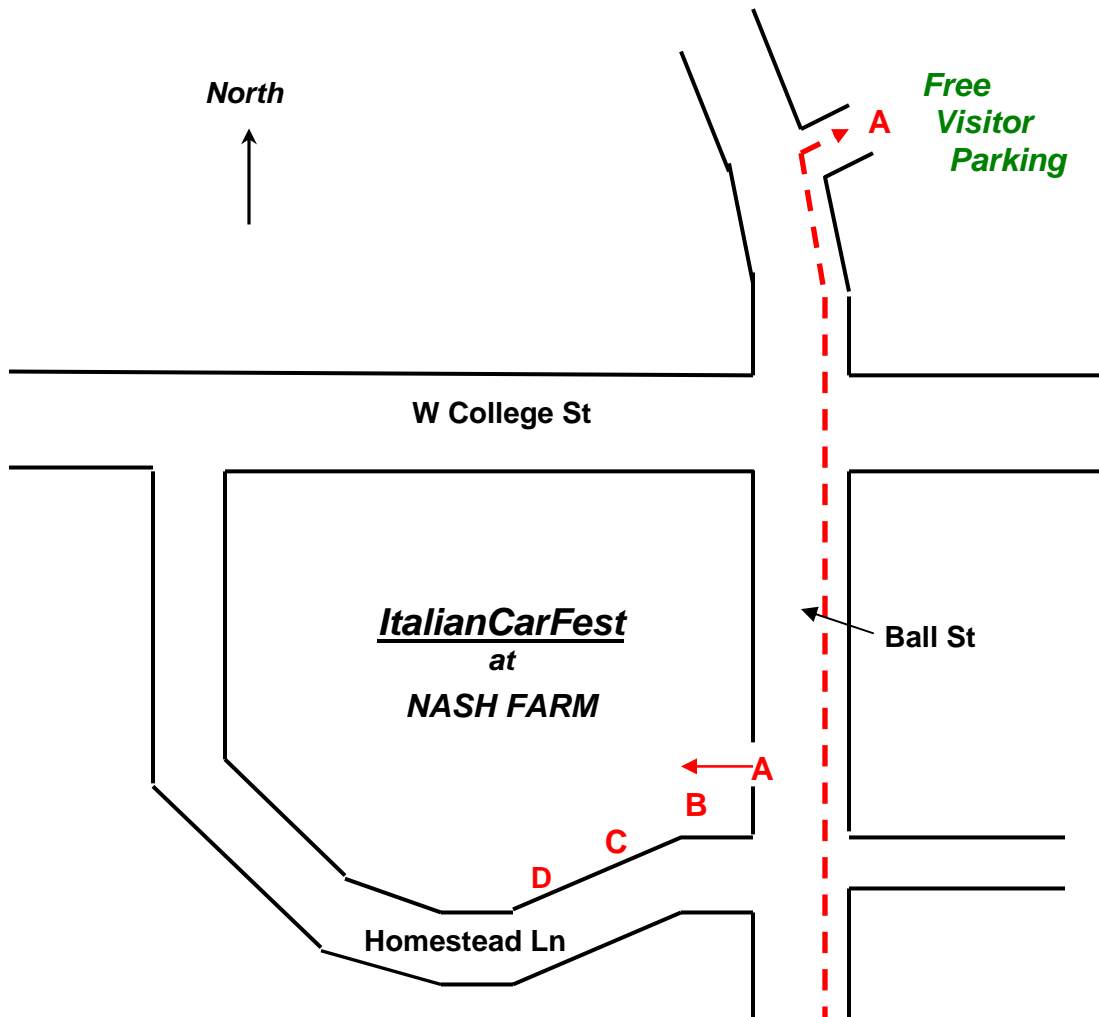 North
Free
Visitor
Parking
A
W College St
ItalianCarFest
at
NASH FARM
Ball St
A
B
C
D
Homestead Ln